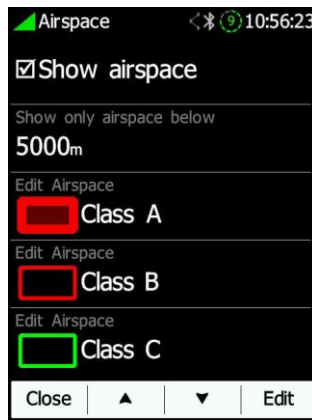 Airspace 9 10:56:23
Show airspace
Show only airspace below
5000m
Edit Airspace
Class A
Edit Airspace
Class B
Edit Airspace
Class C
Close ▲ ▼ Edit